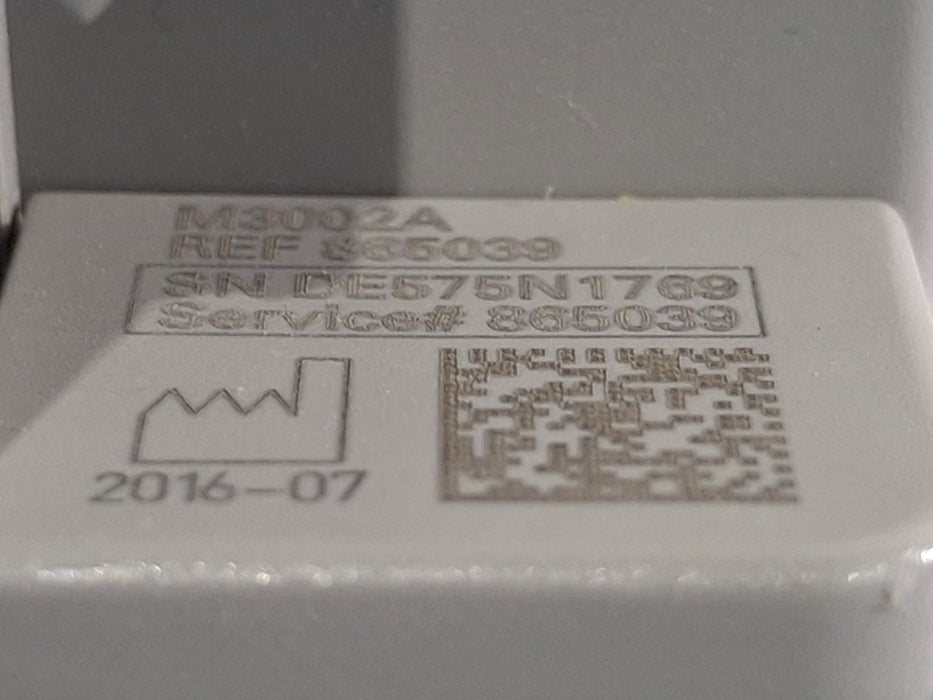 M3002A
REF 865039
SN DE575N1769
Service# 865039
2016-07